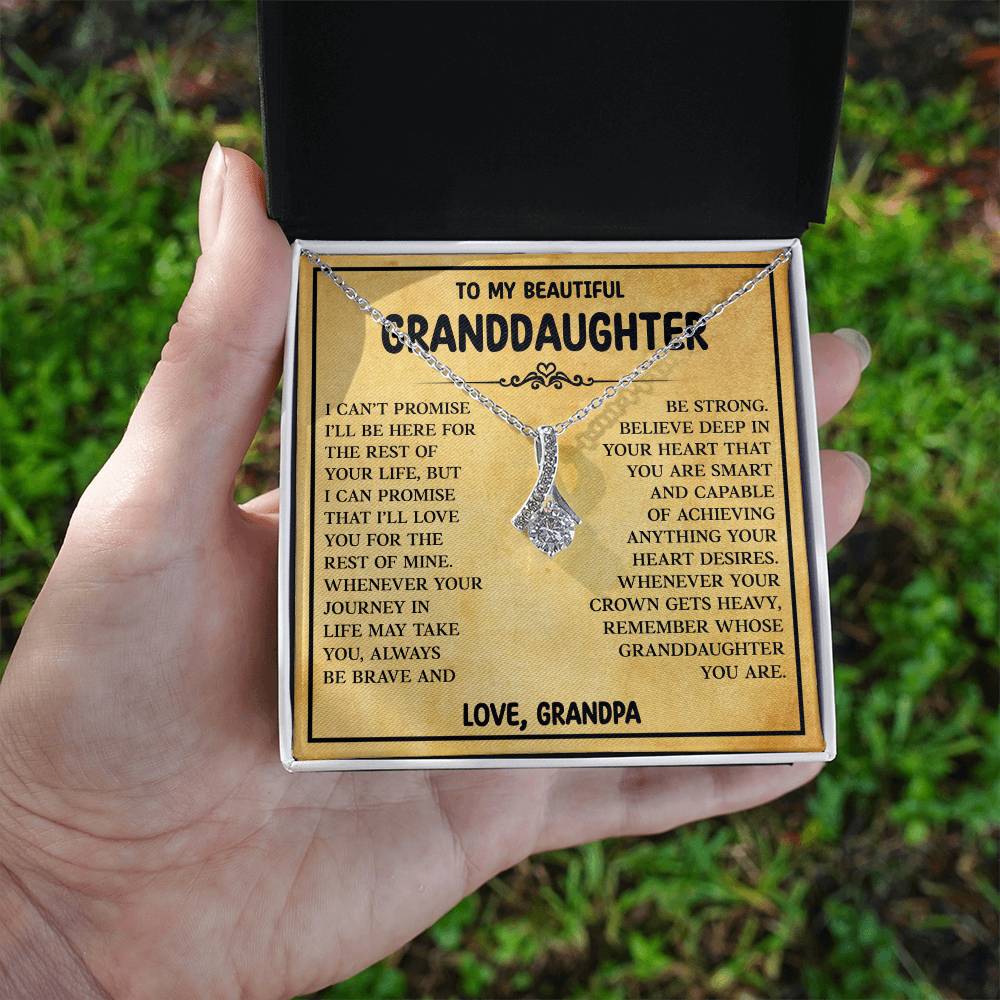 TO MY BEAUTIFUL
GRANDDAUGHTER
I CAN'T PROMISE
I'LL BE HERE FOR
THE REST OF
YOUR LIFE, BUT
I CAN PROMISE
THAT I'LL LOVE
YOU FOR THE
REST OF MINE.
WHENEVER YOUR
JOURNEY IN
LIFE MAY TAKE
YOU, ALWAYS
BE BRAVE AND
BE STRONG.
BELIEVE DEEP IN
YOUR HEART THAT
YOU ARE SMART
AND CAPABLE
OF ACHIEVING
ANYTHING YOUR
HEART DESIRES.
WHENEVER YOUR
CROWN GETS HEAVY,
REMEMBER WHOSE
GRANDDAUGHTER
YOU ARE.
LOVE, GRANDPA